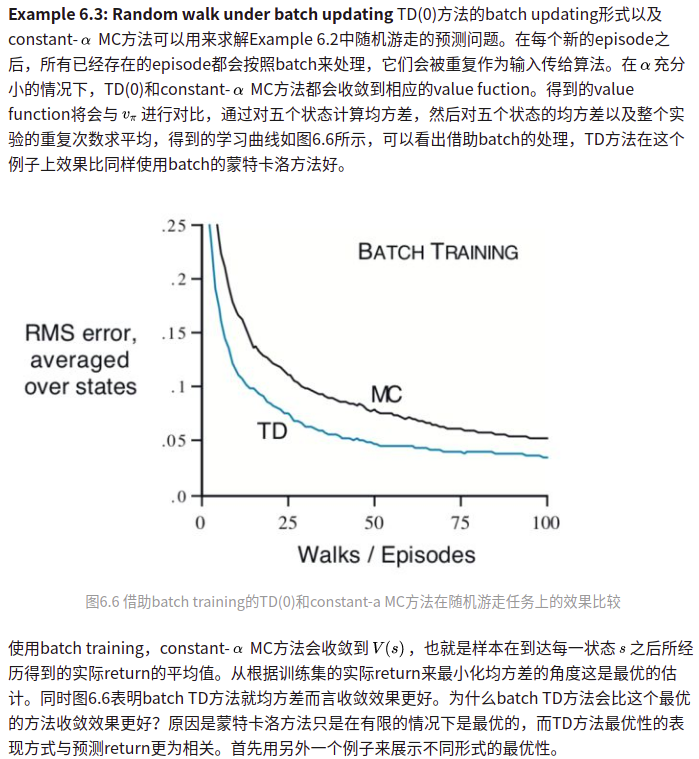 Example 6.3: Random walk under batch updating TD(0)方法的batch updating形式以及
constant-α MC方法可以用来求解Example 6.2中随机游走的预测问题。在每个新的episode之
后，所有已经存在的episode都会按照batch来处理，它们会被重复作为输入传给算法。在α充分
小的情况下，TD(0)和constant-α MC方法都会收敛到相应的value fuction。得到的value
function将会与 vπ 进行对比，通过对五个状态计算均方差，然后对五个状态的均方差以及整个实
验的重复次数求平均，得到的学习曲线如图6.6所示，可以看出借助batch的处理，TD方法在这个
例子上效果比同样使用batch的蒙特卡洛方法好。
BATCH TRAINING
RMS error,
averaged
over states
.25
.2
.15
.1
.05
.0
MC
TD
0 25 50 75 100
Walks / Episodes
图6.6 借助batch training的TD(0)和constant-a MC方法在随机游走任务上的效果比较
使用batch training，constant-α MC方法会收敛到 V(s) ，也就是样本在到达每一状态 s 之后所经
历得到的实际return的平均值。从根据训练集的实际return来最小化均方差的角度这是最优的估
计。同时图6.6表明batch TD方法就均方差而言收敛效果更好。为什么batch TD方法会比这个最优
的方法收敛效果更好？原因是蒙特卡洛方法只是在有限的情况下是最优的，而TD方法最优性的表
现方式与预测return更为相关。首先用另外一个例子来展示不同形式的最优性。